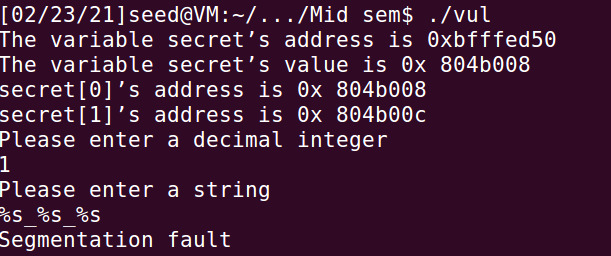 [02/23/21]seed@VM:~/.../Mid sem$ ./vul
The variable secret’s address is 0xbfffed50
The variable secret’s value is 0x 804b008
secret[0]’s address is 0x 804b008
secret[1]’s address is 0x 804b00c
Please enter a decimal integer
1
Please enter a string
%s_%s_%s
Segmentation fault